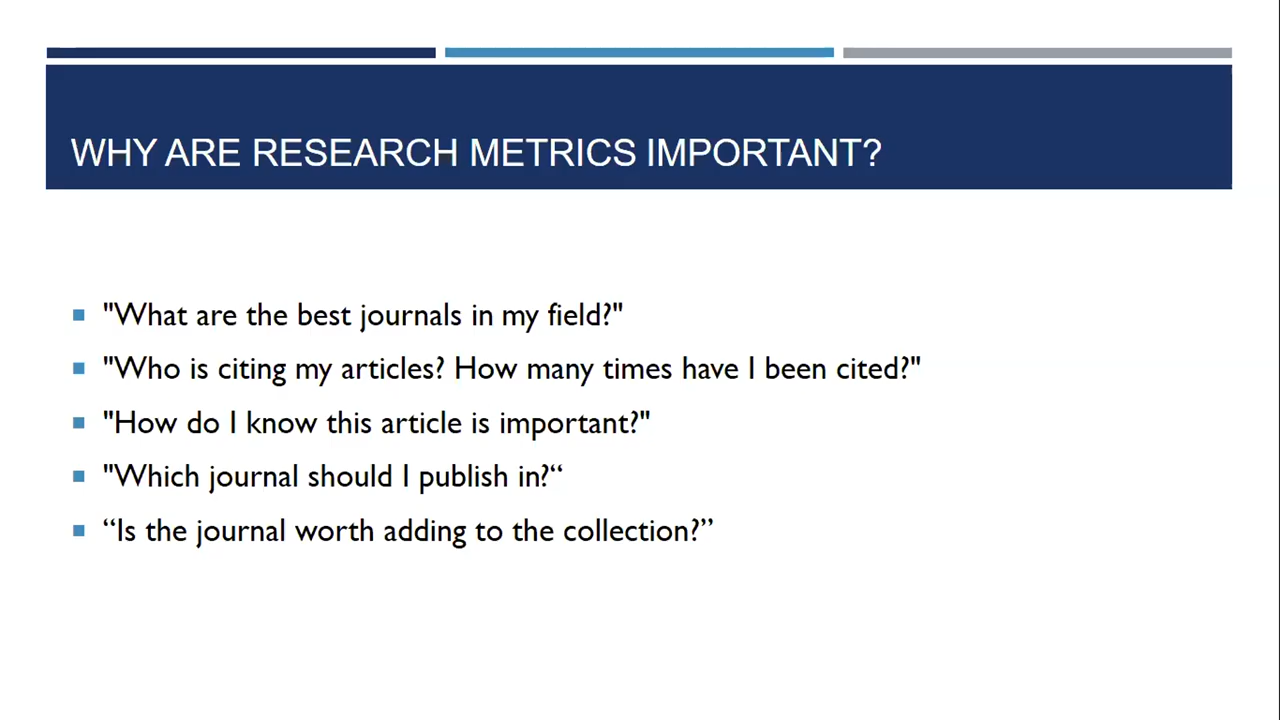 WHY ARE RESEARCH METRICS IMPORTANT?
"What are the best journals in my field?"
"Who is citing my articles? How many times have I been cited?"
"How do I know this article is important?"
"Which journal should I publish in?“
“Is the journal worth adding to the collection?”